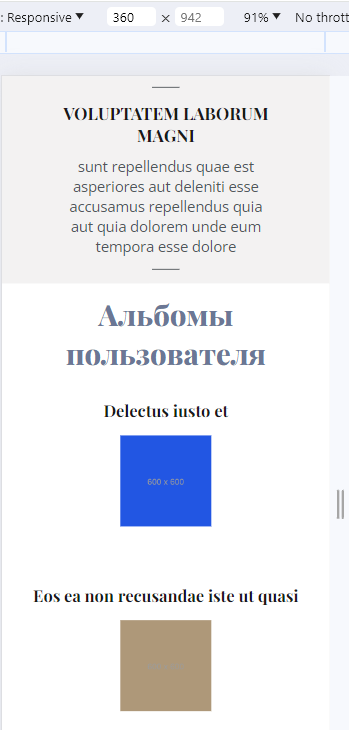 : Responsive ▼ 360 × 942 91% ▼ No thrott
VOLUPTATEM LABORUM
MAGNI
sunt repellendus quae est
asperiores aut deleniti esse
accusamus repellendus quia
aut quia dolorem unde eum
tempora esse dolore
Альбомы
пользователя
Delectus iusto et
600 x 600
Eos ea non recusandae iste ut quasi